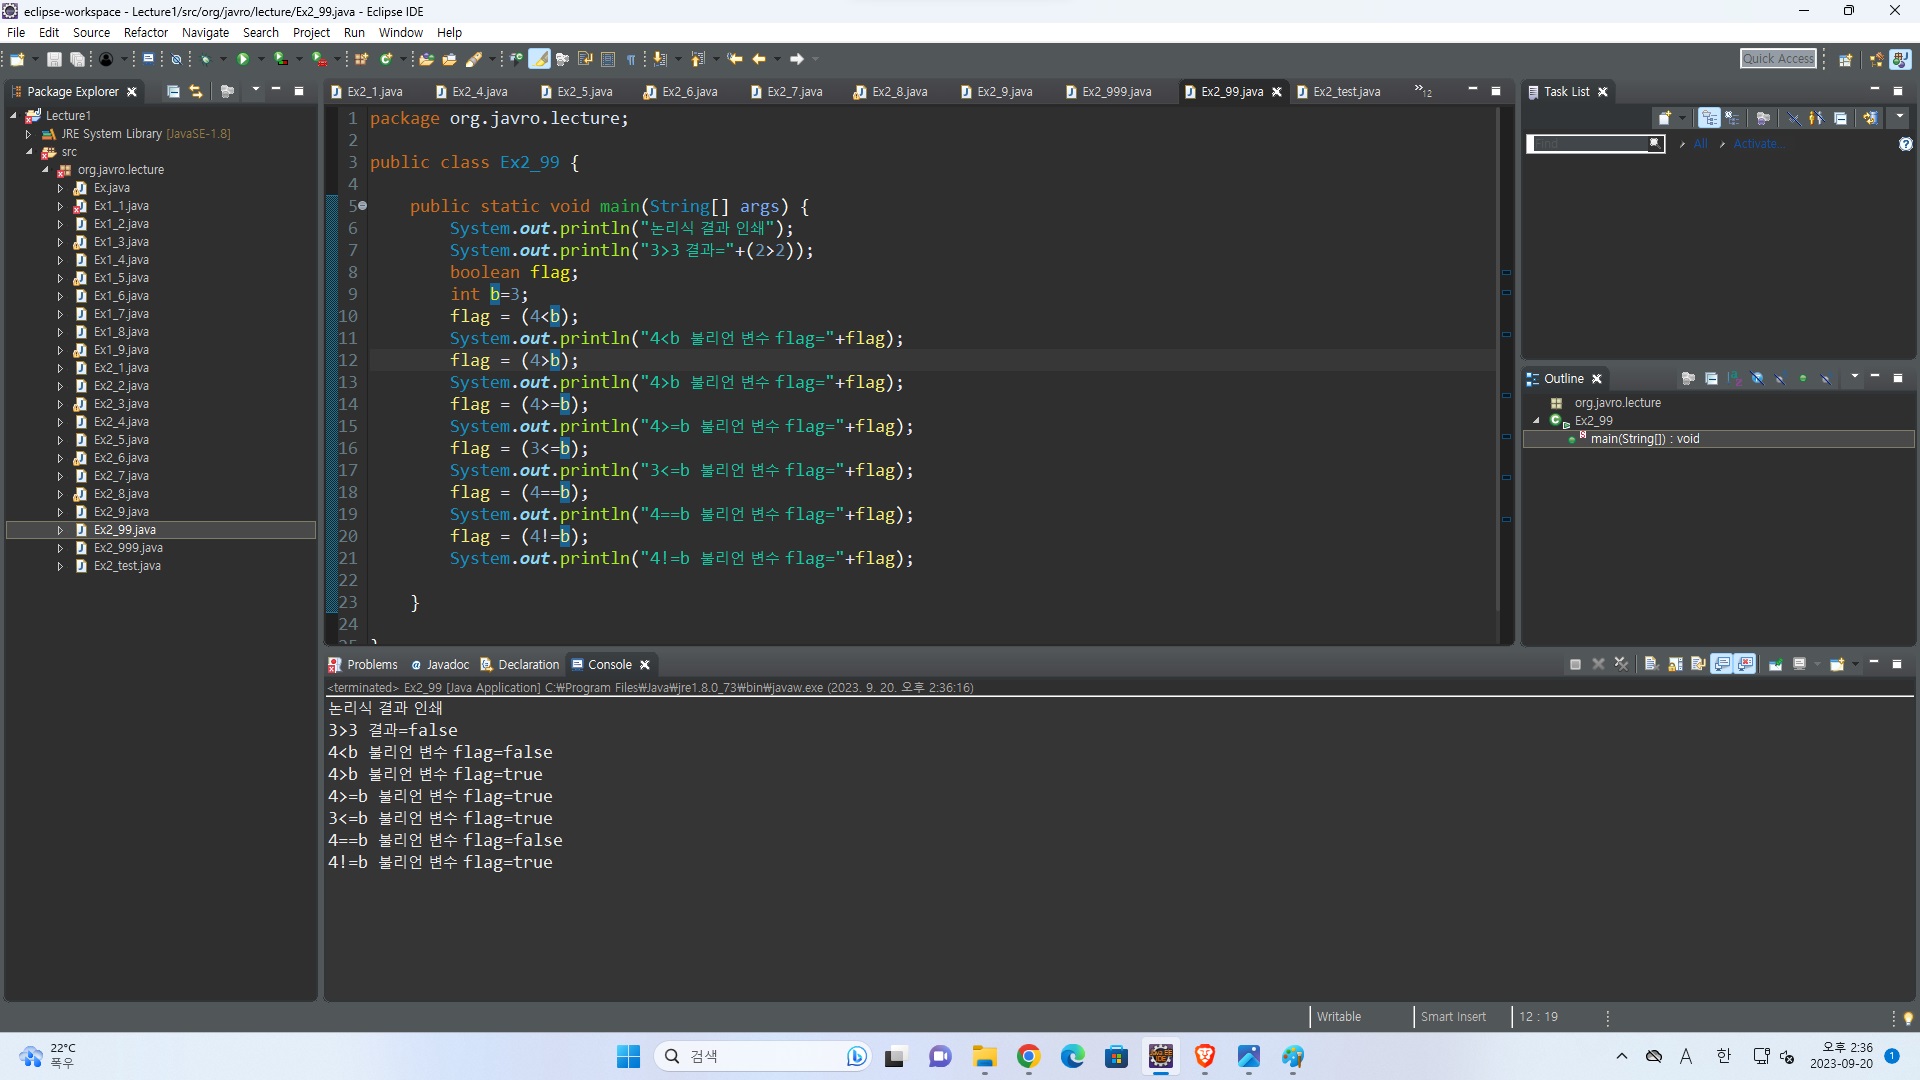 eclipse-workspace - Lecture1/src/org/javro/lecture/Ex2_99.java - Eclipse IDE
File Edit Source Refactor Navigate Search Project Run Window Help
Quick Access
Package Explorer
Lecture1
JRE System Library [JavaSE-1.8]
src
org.javro.lecture
Ex.java
Ex1_1.java
Ex1_2.java
Ex1_3.java
Ex1_4.java
Ex1_5.java
Ex1_6.java
Ex1_7.java
Ex1_8.java
Ex1_9.java
Ex2_1.java
Ex2_2.java
Ex2_3.java
Ex2_4.java
Ex2_5.java
Ex2_6.java
Ex2_7.java
Ex2_8.java
Ex2_9.java
Ex2_99.java
Ex2_999.java
Ex2_test.java
Ex2_1.java Ex2_4.java Ex2_5.java Ex2_6.java Ex2_7.java Ex2_8.java Ex2_9.java Ex2_999.java Ex2_99.java Ex2_test.java »12
1 package org.javro.lecture;
2
3 public class Ex2_99 {
4
5 public static void main(String[] args) {
6 System.out.println("논리식 결과 인쇄");
7 System.out.println("3>3 결과="+(2>2));
8 boolean flag;
9 int b=3;
10 flag = (4<b);
11 System.out.println("4<b 불리언 변수 flag="+flag);
12 flag = (4>b);
13 System.out.println("4>b 불리언 변수 flag="+flag);
14 flag = (4>=b);
15 System.out.println("4>=b 불리언 변수 flag="+flag);
16 flag = (3<=b);
17 System.out.println("3<=b 불리언 변수 flag="+flag);
18 flag = (4==b);
19 System.out.println("4==b 불리언 변수 flag="+flag);
20 flag = (4!=b);
21 System.out.println("4!=b 불리언 변수 flag="+flag);
22
23 }
24
25 }
Task List
Find All Activate...
Outline
org.javro.lecture
Ex2_99
main(String[]) : void
Problems Javadoc Declaration Console
<terminated> Ex2_99 [Java Application] C:₩Program Files₩Java₩jre1.8.0_73₩bin₩javaw.exe (2023. 9. 20. 오후 2:36:16)
논리식 결과 인쇄
3>3 결과=false
4<b 불리언 변수 flag=false
4>b 불리언 변수 flag=true
4>=b 불리언 변수 flag=true
3<=b 불리언 변수 flag=true
4==b 불리언 변수 flag=false
4!=b 불리언 변수 flag=true
Writable Smart Insert 12 : 19
22°C
폭우
검색
A 한
오후 2:36
2023-09-20
1